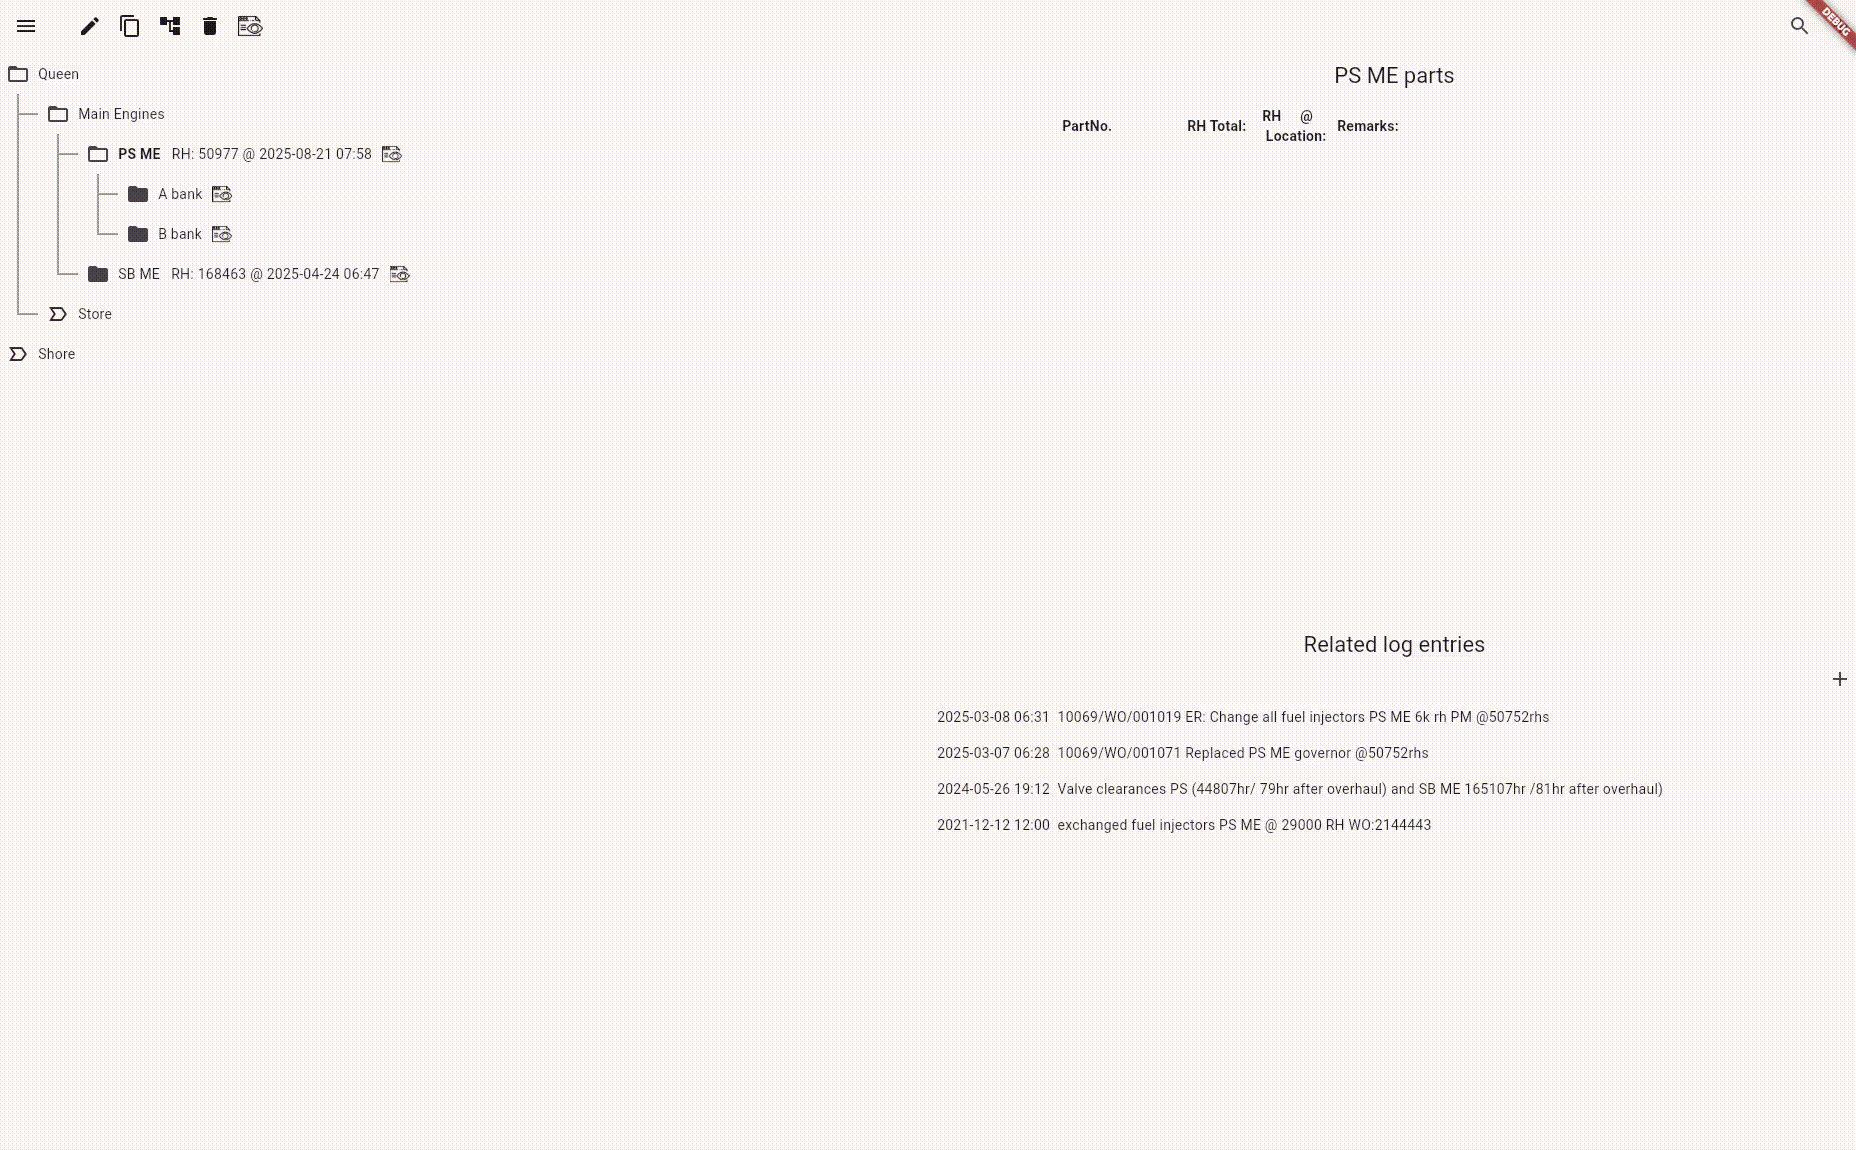 DEBUG
Queen
Main Engines
PS ME RH: 50977 @ 2025-08-21 07:58
A bank
B bank
SB ME RH: 168463 @ 2025-04-24 06:47
Store
Shore
PS ME parts
PartNo. RH Total: RH @ Location: Remarks:
Related log entries
2025-03-08 06:31 10069/WO/001019 ER: Change all fuel injectors PS ME 6k rh PM @50752rhs
2025-03-07 06:28 10069/WO/001071 Replaced PS ME governor @50752rhs
2024-05-26 19:12 Valve clearances PS (44807hr/ 79hr after overhaul) and SB ME 165107hr /81hr after overhaul)
2021-12-12 12:00 exchanged fuel injectors PS ME @ 29000 RH WO:2144443